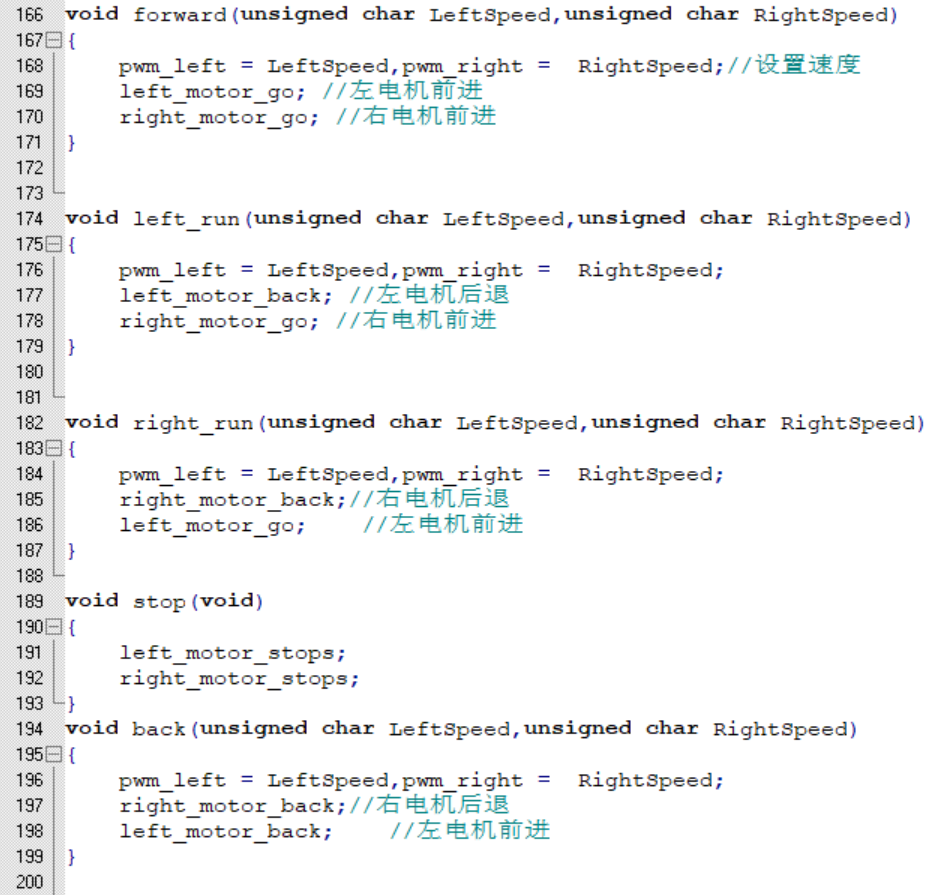 166 void forward(unsigned char LeftSpeed,unsigned char RightSpeed)
167 {
168 pwm_left = LeftSpeed,pwm_right =  RightSpeed;//设置速度
169 left_motor_go; //左电机前进
170 right_motor_go; //右电机前进
171 }
172
173
174 void left_run(unsigned char LeftSpeed,unsigned char RightSpeed)
175 {
176 pwm_left = LeftSpeed,pwm_right =  RightSpeed;
177 left_motor_back; //左电机后退
178 right_motor_go; //右电机前进
179 }
180
181
182 void right_run(unsigned char LeftSpeed,unsigned char RightSpeed)
183 {
184 pwm_left = LeftSpeed,pwm_right =  RightSpeed;
185 right_motor_back;//右电机后退
186 left_motor_go;    //左电机前进
187 }
188
189 void stop(void)
190 {
191 left_motor_stops;
192 right_motor_stops;
193 }
194 void back(unsigned char LeftSpeed,unsigned char RightSpeed)
195 {
196 pwm_left = LeftSpeed,pwm_right =  RightSpeed;
197 right_motor_back;//右电机后退
198 left_motor_back;    //左电机前进
199 }
200